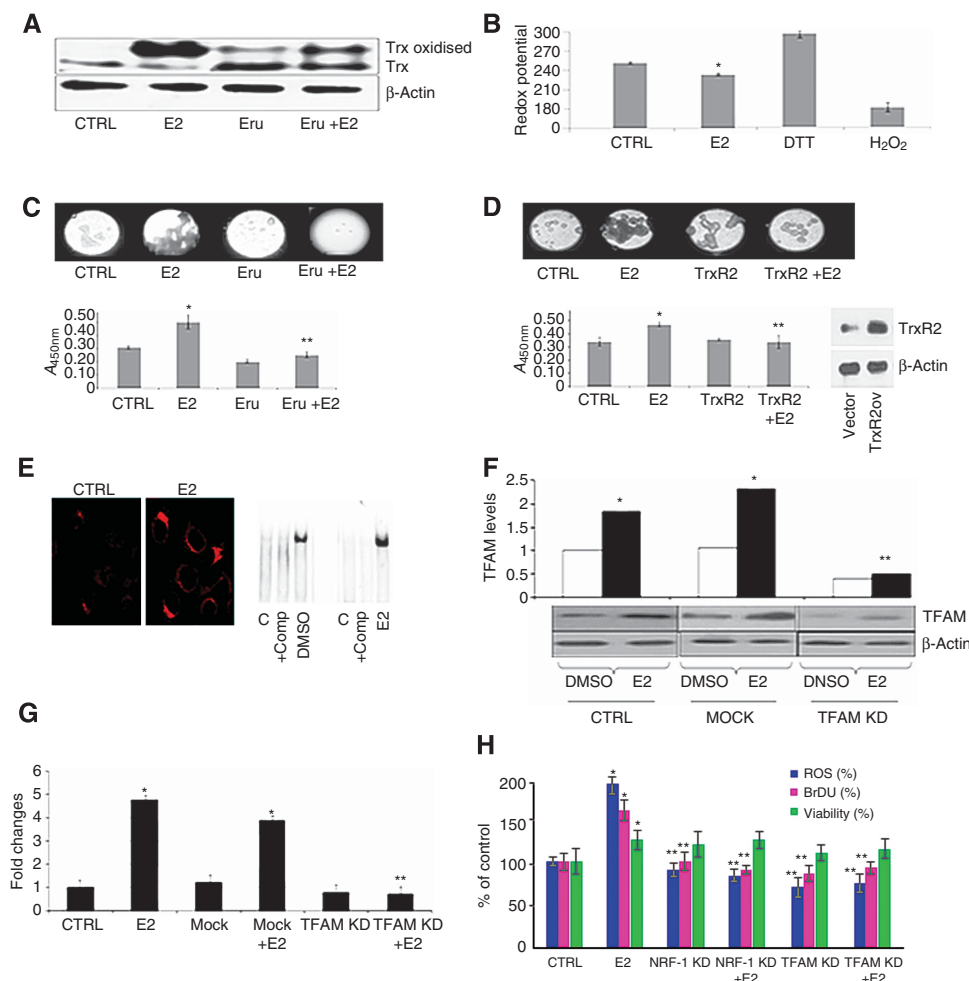 A
Trx oxidised
Trx
β-Actin
CTRL E2 Eru Eru +E2
B
Redox potential
300
240
210
180
0
*
CTRL E2 DTT H₂O₂
C
CTRL E2 Eru Eru +E2
A450nm
0.50
0.40
0.30
0.20
0.10
0
*
**
CTRL E2 Eru Eru +E2
D
CTRL E2 TrxR2 TrxR2 +E2
A450nm
0.50
0.40
0.30
0.20
0.10
0
*
**
CTRL E2 TrxR2 TrxR2
+E2
TrxR2
β-Actin
Vector
TrxR2ov
E
CTRL E2
C
+Comp
DMSO
C
+Comp
E2
F
TFAM levels
2.5
2
1
0.5
0
*
*
**
TFAM
β-Actin
DMSO E2 DMSO E2 DNSO E2
CTRL MOCK TFAM KD
G
Fold changes
6
5
4
2
1
0
*
*
**
CTRL E2 Mock Mock TFAM KD TFAM KD
+E2 +E2
H
% of control
200
150
100
50
0
ROS (%)
BrDU (%)
Viability (%)
* * *
** **
** **
** **
** **
CTRL E2 NRF-1 KD NRF-1 KD TFAM KD TFAM KD
+E2 +E2